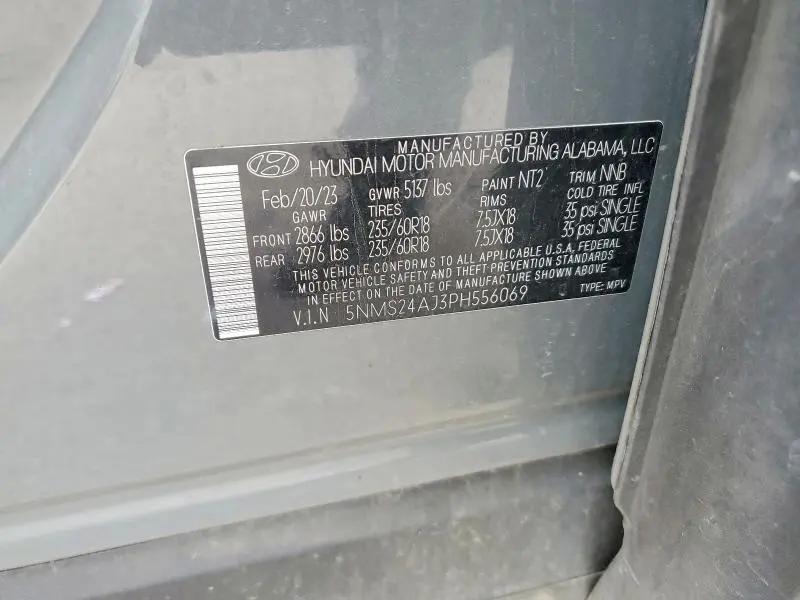 MANUFACTURED BY
HYUNDAI MOTOR MANUFACTURING ALABAMA, LLC
Feb/20/23 GVWR 5137 lbs PAINT NT2 TRIM NNB
GAWR TIRES RIMS COLD TIRE INFL
FRONT 2866 lbs 235/60R18 7.5JX18 35 psi SINGLE
REAR 2976 lbs 235/60R18 7.5JX18 35 psi SINGLE
THIS VEHICLE CONFORMS TO ALL APPLICABLE U.S.A. FEDERAL
MOTOR VEHICLE SAFETY AND THEFT PREVENTION STANDARDS
IN EFFECT ON THE DATE OF MANUFACTURE SHOWN ABOVE
V.I.N 5NMS24AJ3PH556069 TYPE: MPV